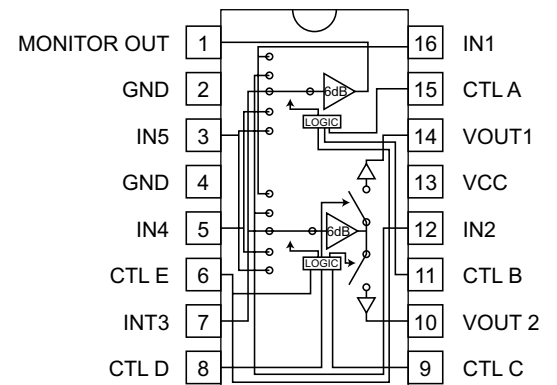 MONITOR OUT 1 16 IN1
GND 2 6dB 15 CTL A
LOGIC
IN5 3 14 VOUT1
GND 4 13 VCC
IN4 5 6dB 12 IN2
LOGIC
CTL E 6 11 CTL B
INT3 7 10 VOUT 2
CTL D 8 9 CTL C